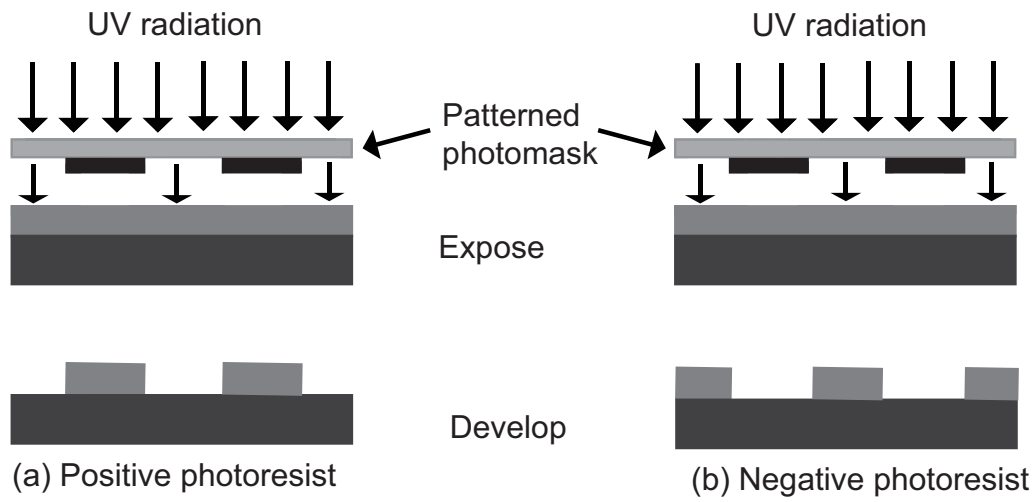 UV radiation
UV radiation
Patterned
photomask
Expose
Develop
(a) Positive photoresist
(b) Negative photoresist